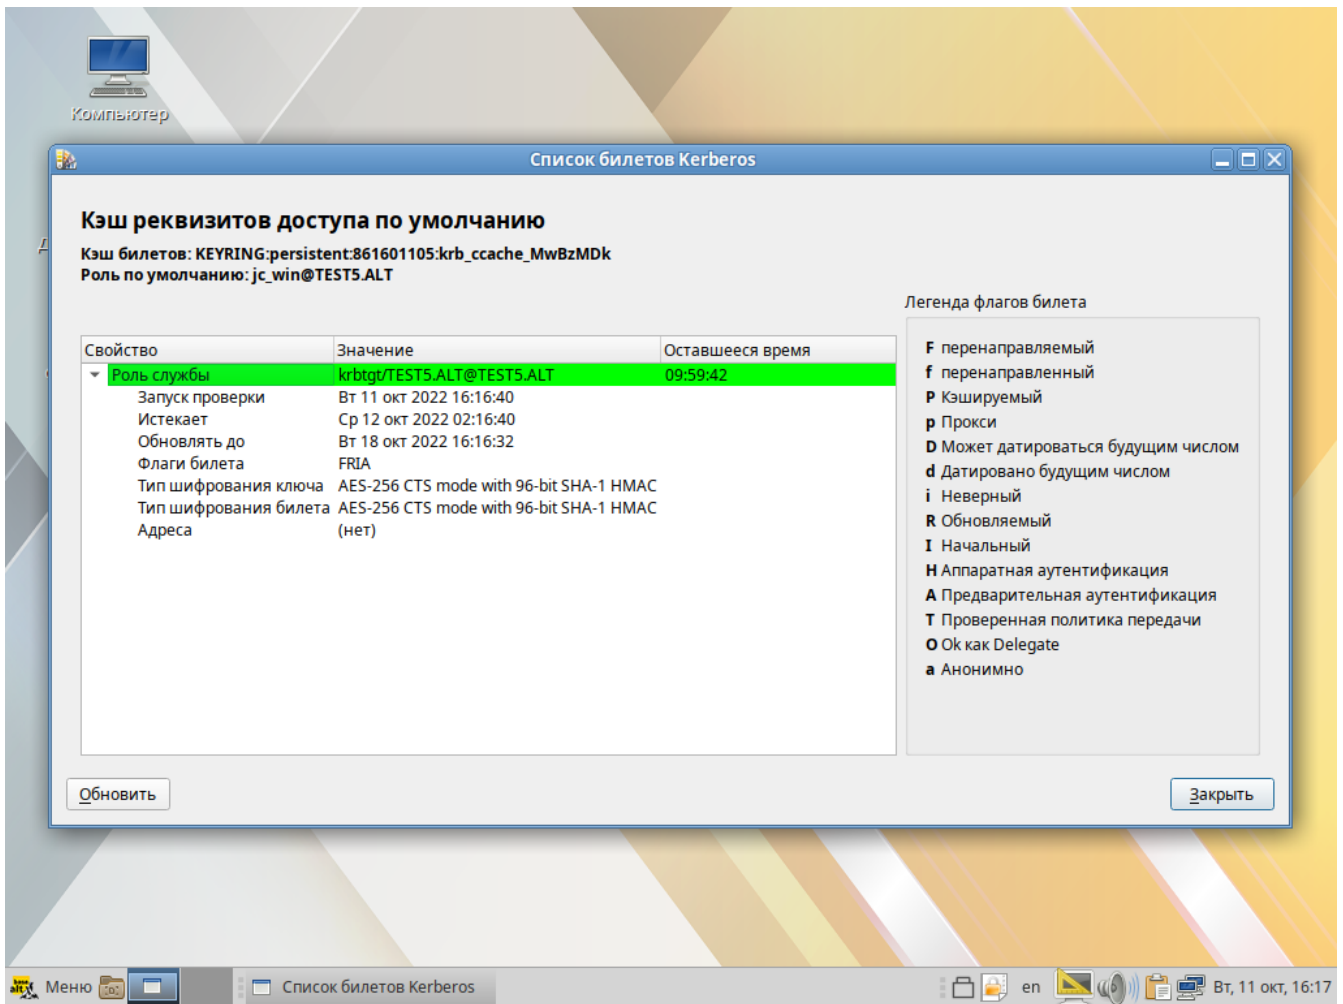 Компьютер
Список билетов Kerberos
Кэш реквизитов доступа по умолчанию
Кэш билетов: KEYRING:persistent:861601105:krb_ccache_MwBzMDk
Роль по умолчанию: jc_win@TEST5.ALT
Свойство Значение Оставшееся время
Роль службы krbtgt/TEST5.ALT@TEST5.ALT 09:59:42
Запуск проверки Вт 11 окт 2022 16:16:40
Истекает Ср 12 окт 2022 02:16:40
Обновлять до Вт 18 окт 2022 16:16:32
Флаги билета FRIA
Тип шифрования ключа AES-256 CTS mode with 96-bit SHA-1 HMAC
Тип шифрования билета AES-256 CTS mode with 96-bit SHA-1 HMAC
Адреса (нет)
Легенда флагов билета
F перенаправляемый
f перенаправленный
P Кэшируемый
p Прокси
D Может датироваться будущим числом
d Датировано будущим числом
i Неверный
R Обновляемый
I Начальный
H Аппаратная аутентификация
A Предварительная аутентификация
T Проверенная политика передачи
O Ok как Delegate
a Анонимно
Обновить
Закрыть
Меню
Список билетов Kerberos
en
Вт, 11 окт, 16:17